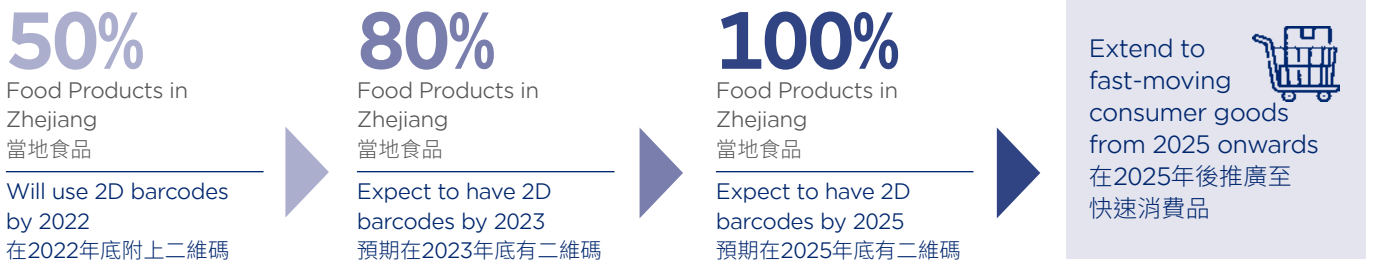 50%
Food Products in
Zhejiang
當地食品
Will use 2D barcodes
by 2022
在2022年底附上二維碼
80%
Food Products in
Zhejiang
當地食品
Expect to have 2D
barcodes by 2023
預期在2023年底有二維碼
100%
Food Products in
Zhejiang
當地食品
Expect to have 2D
barcodes by 2025
預期在2025年底有二維碼
Extend to
fast-moving
consumer goods
from 2025 onwards
在2025年後推廣至
快速消費品